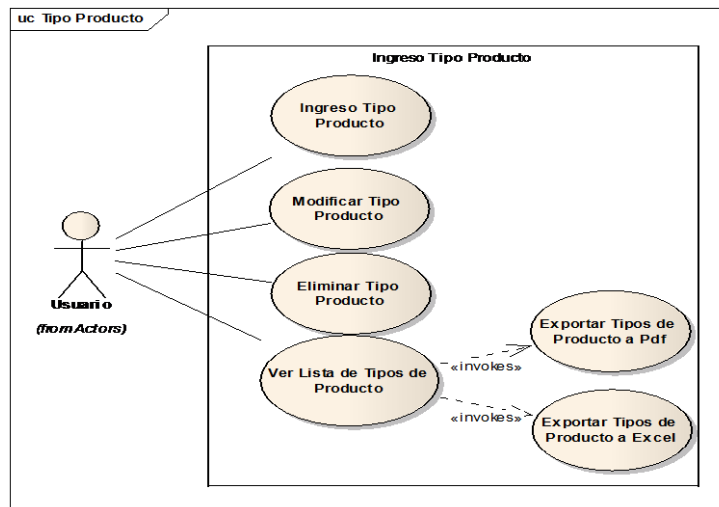 uc Tipo Producto
Ingreso Tipo Producto
Ingreso Tipo
Producto
Modificar Tipo
Producto
Eliminar Tipo
Producto
Ver Lista de Tipos de
Producto
Usuario
(from Actors)
Exportar Tipos de
Producto a Pdf
«invokes»
«invokes»
Exportar Tipos de
Producto a Excel